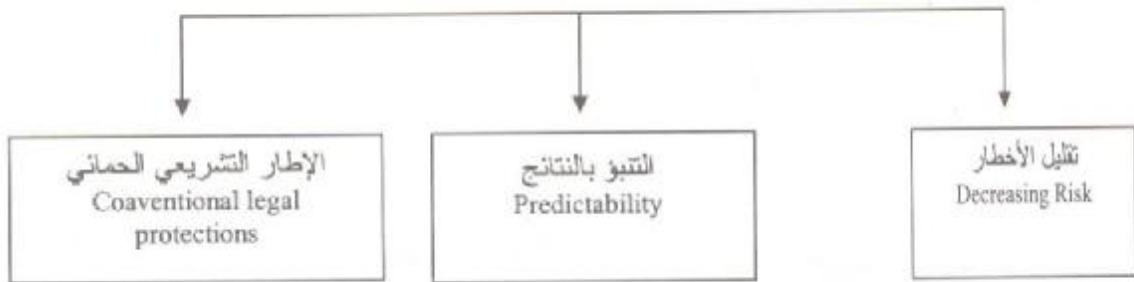 تقليل الأخطار
Decreasing Risk
التنبؤ بالنتائج
Predictability
الإطار التشريعي الحمائي
Coaventional legal
protections